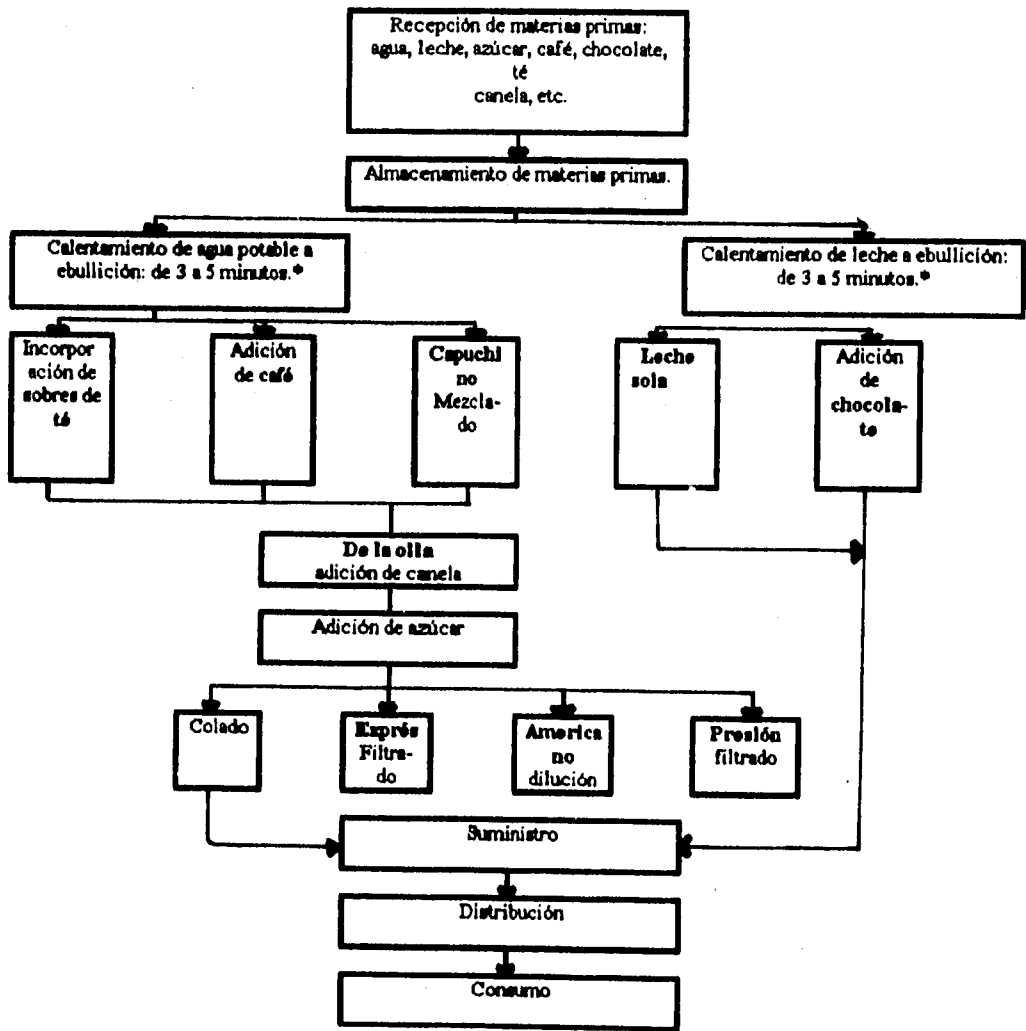 Recepción de materias primas:
agua, leche, azúcar, café, chocolate,
té
canela, etc.
Almacenamiento de materias primas.
Calentamiento de agua potable a
ebullición: de 3 a 5 minutos.*
Calentamiento de leche a ebullición:
de 3 a 5 minutos.*
Incorpor
ación de
sobres de
té
Adición
de café
Capuchi
no
Mezcla-
do
Leche
sola
Adición
de
chocola-
te
De la olla
adición de canela
Adición de azúcar
Colado
Exprés
Filtra-
do
America
no
dilución
Presión
filtrado
Suministro
Distribución
Consumo